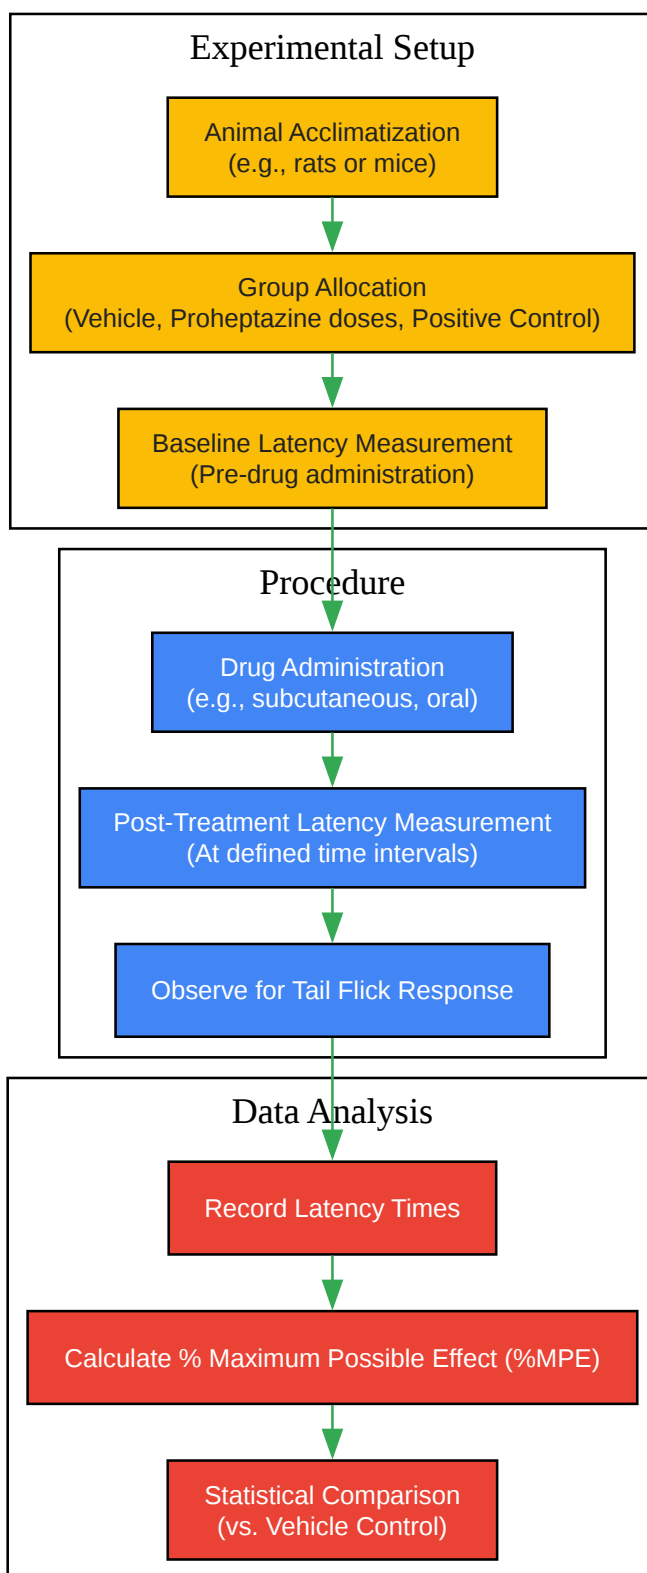 Experimental Setup
Animal Acclimatization
(e.g., rats or mice)
Group Allocation
(Vehicle, Proheptazine doses, Positive Control)
Baseline Latency Measurement
(Pre-drug administration)
Procedure
Drug Administration
(e.g., subcutaneous, oral)
Post-Treatment Latency Measurement
(At defined time intervals)
Observe for Tail Flick Response
Data Analysis
Record Latency Times
Calculate % Maximum Possible Effect (%MPE)
Statistical Comparison
(vs. Vehicle Control)